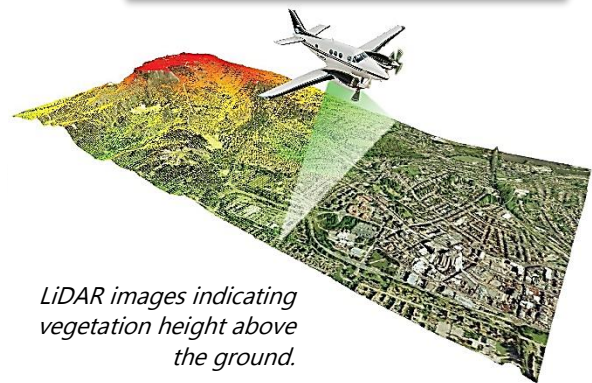 LiDAR images indicating
vegetation height above
the ground.